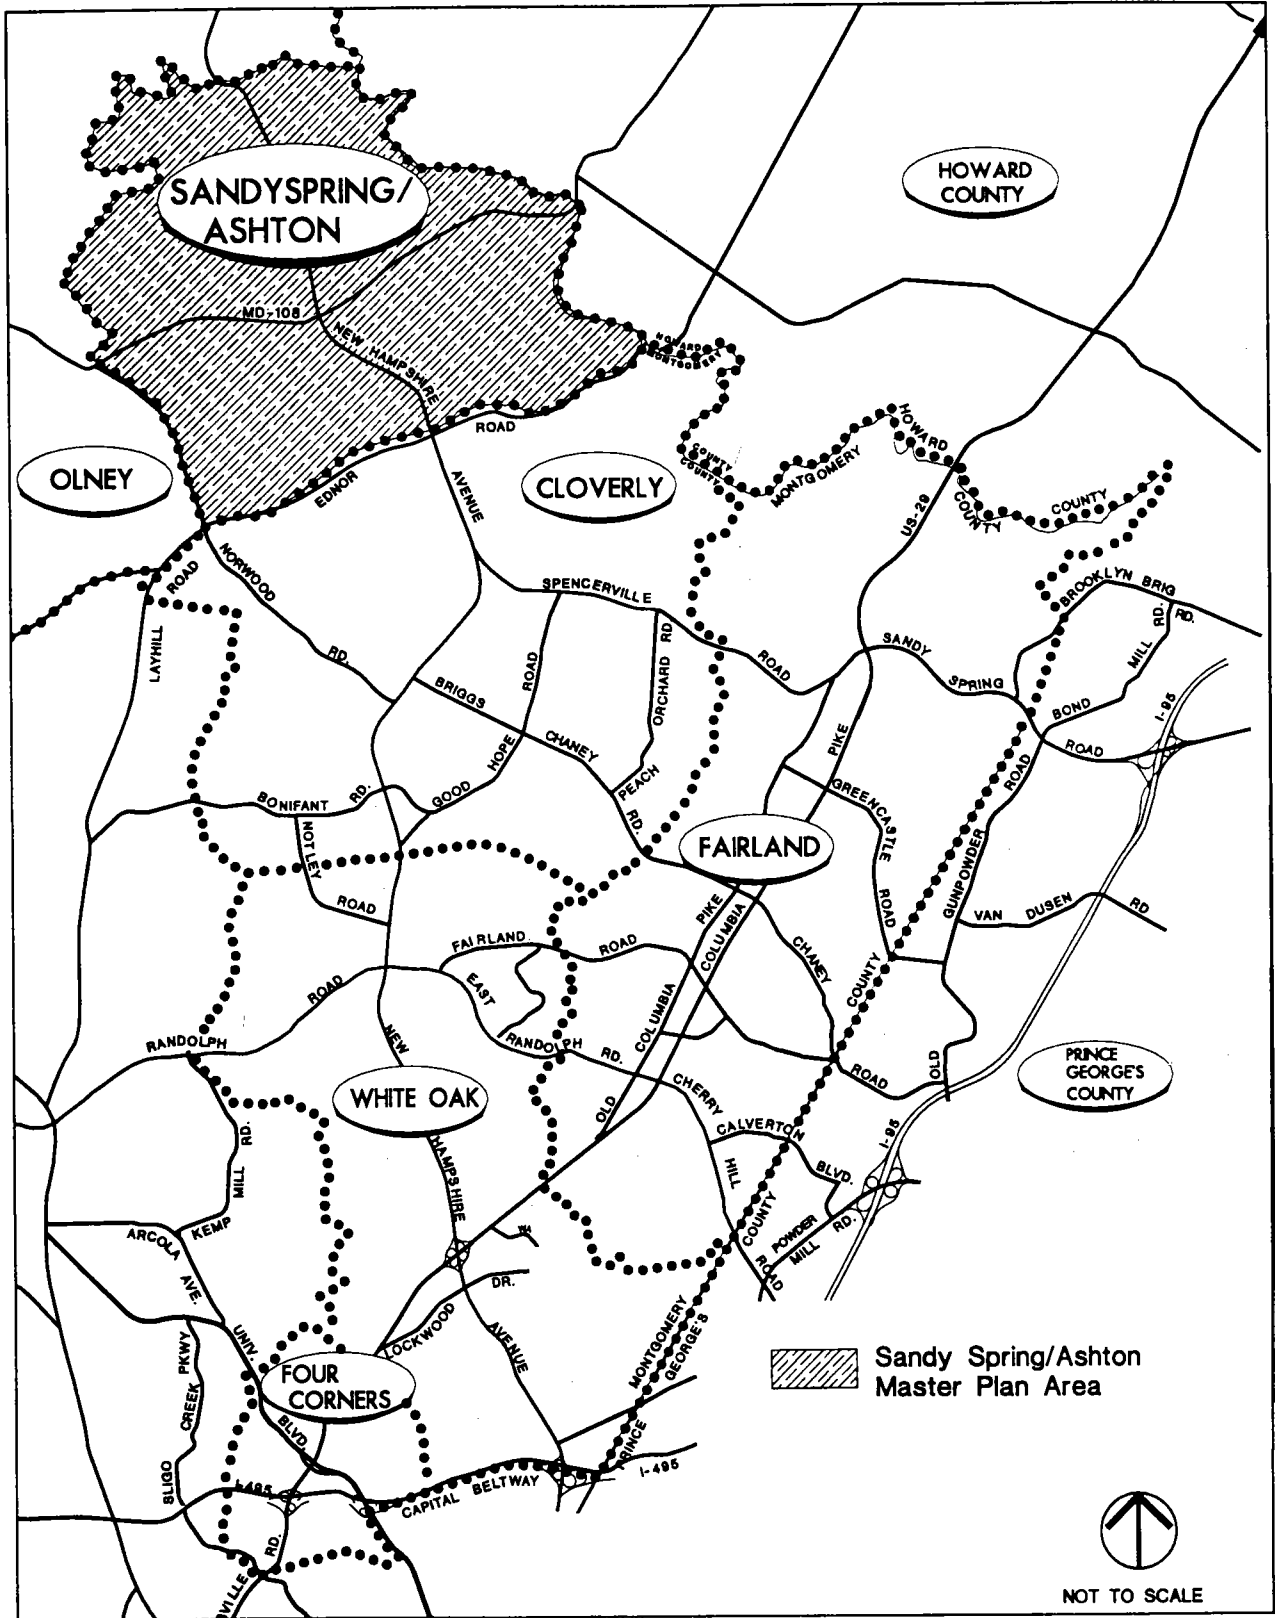 HOWARD
COUNTY
SANDYSPRING/
ASHTON
MD-108
NEW HAMPSHIRE
HOWARD
MONTGOMERY
ROAD
EDNOR
OLNEY
CLOVERLY
AVENUE
COUNTY
COUNTY
MONTGOMERY
HOWARD
COUNTY
COUNTY
US-29
ROAD
NORWOOD
RD.
LAYHILL
SPENCERVILLE
ROAD
BROOKLYN BRIG
RD.
MILL
RD.
SANDY
SPRING
ROAD
BOND
I-95
BRIGGS
CHANEY
RD.
ROAD
HOPE
GOOD
ORCHARD RD
PEACH
PIKE
BONIFANT
RD.
NOTLEY
ROAD
GREENCASTLE
ROAD
ROAD
GUNPOWDER
OLD
FAIRLAND
VAN DUSEN
RD
PIKE
COLUMBIA
COLUMBIA
OLD
CHANEY
ROAD
COUNTY
FAIRLAND
ROAD
EAST
RANDOLPH
RD.
RANDOLPH
ROAD
NEW
WHITE OAK
HAMPSHIRE
PRINCE
GEORGE'S
COUNTY
CHERRY
HILL
ROAD
CALVERTON
BLVD.
I-95
COUNTY
POWDER
MILL
RD.
MILL
RD.
KEMP
ARCOLA
AVE.
UNIV.
BLVD.
DR.
LOCKWOOD
AVENUE
MONTGOMERY
GEORGE'S
PRINCE
SLIGO
CREEK
PKWY
FOUR
CORNERS
I-495
CAPITAL BELTWAY
I-495
RD.
VILLE
Sandy Spring/Ashton
Master Plan Area
NOT TO SCALE